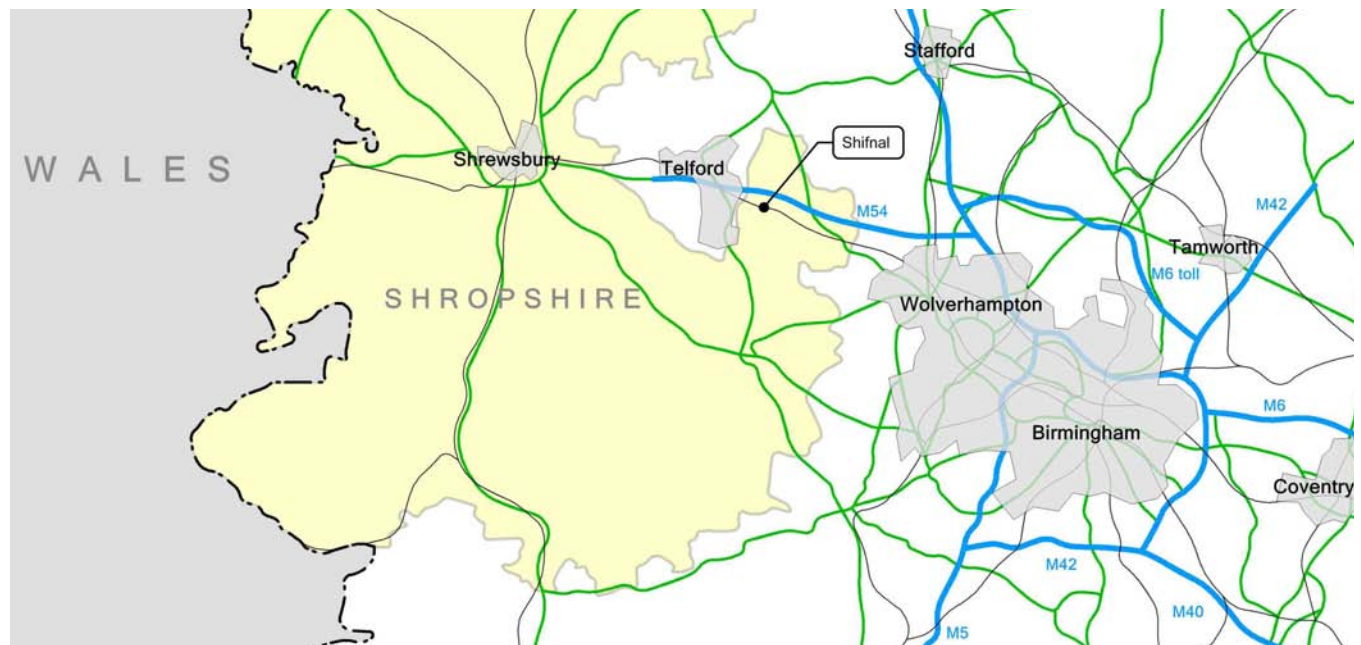 Stafford
Shifnal
Shrewsbury
Telford
WALES
M54
M42
Tamworth
M6 toll
SHROPSHIRE
Wolverhampton
M6
Birmingham
Coventry
M42
M40
M5